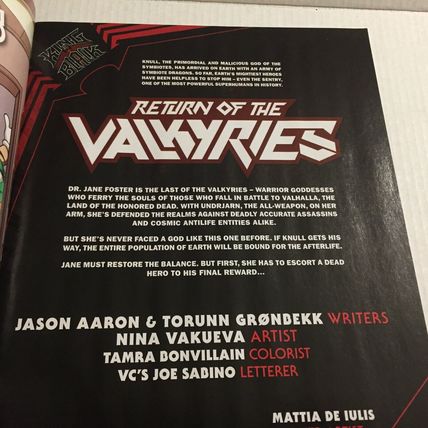 KING IN BLACK
KNULL, THE PRIMORDIAL AND MALICIOUS GOD OF THE
SYMBIOTES, HAS ARRIVED ON EARTH WITH AN ARMY OF
SYMBIOTE DRAGONS. SO FAR, EARTH'S MIGHTIEST HEROES
HAVE BEEN HELPLESS TO STOP HIM – EVEN THE SENTRY,
ONE OF THE MOST POWERFUL SUPERHUMANS IN HISTORY.
RETURN OF THE
VALKYRIES
DR. JANE FOSTER IS THE LAST OF THE VALKYRIES – WARRIOR GODDESSES
WHO FERRY THE SOULS OF THOSE WHO FALL IN BATTLE TO VALHALLA, THE
LAND OF THE HONORED DEAD. WITH UNDRJARN, THE ALL-WEAPON, ON HER
ARM, SHE'S DEFENDED THE REALMS AGAINST DEADLY ACCURATE ASSASSINS
AND COSMIC ANTILIFE ENTITIES ALIKE.
BUT SHE'S NEVER FACED A GOD LIKE THIS ONE BEFORE. IF KNULL GETS HIS
WAY, THE ENTIRE POPULATION OF EARTH WILL BE BOUND FOR THE AFTERLIFE.
JANE MUST RESTORE THE BALANCE. BUT FIRST, SHE HAS TO ESCORT A DEAD
HERO TO HIS FINAL REWARD...
JASON AARON & TORUNN GRØNBEKK WRITERS
NINA VAKUEVA ARTIST
TAMRA BONVILLAIN COLORIST
VC'S JOE SABINO LETTERER
MATTIA DE IULIS